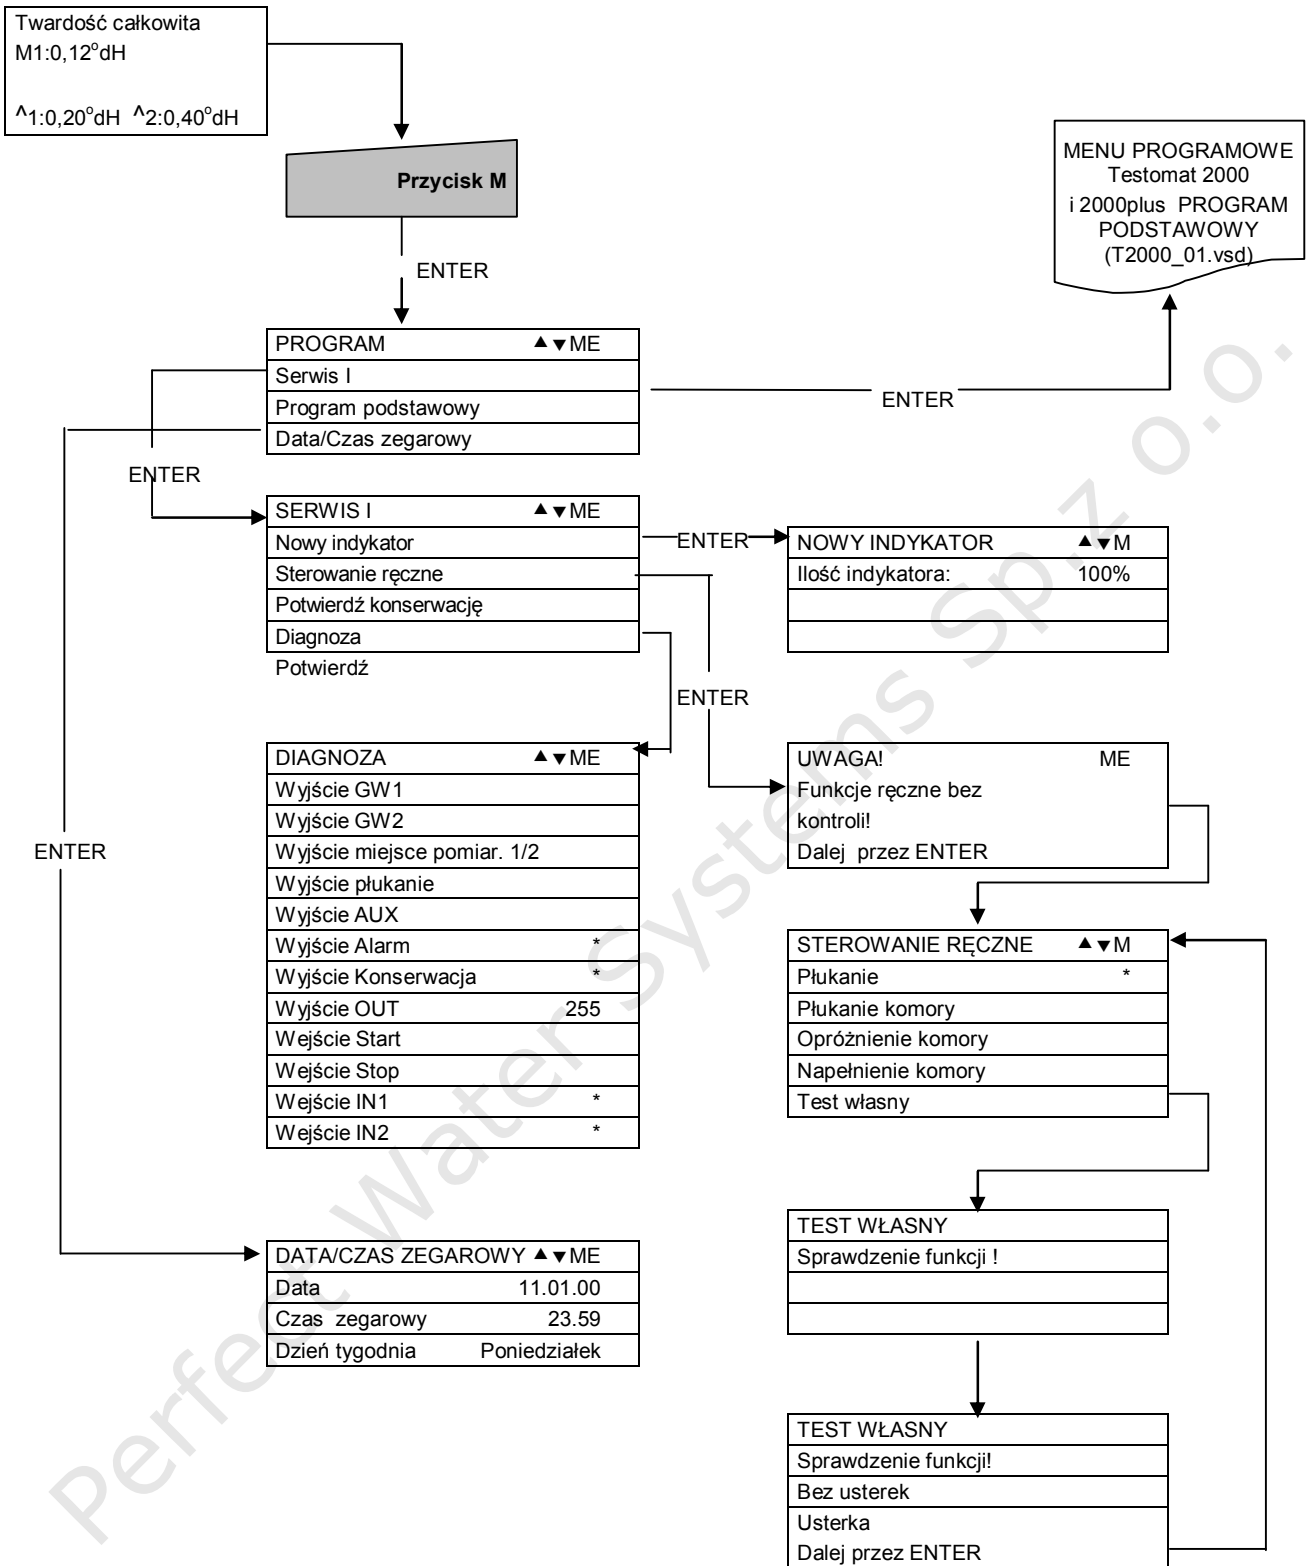 Twardość całkowita
M1:0,12°dH
^1:0,20°dH ^2:0,40°dH
Przycisk M
ENTER
MENU PROGRAMOWE
Testomat 2000
i 2000plus PROGRAM
PODSTAWOWY
(T2000_01.vsd)
PROGRAM ▲▼ME
Serwis I
Program podstawowy
Data/Czas zegarowy
ENTER
ENTER
SERWIS I ▲▼ME
Nowy indykator
Sterowanie ręczne
Potwierdź konserwację
Diagnoza
Potwierdź
ENTER
NOWY INDYKATOR ▲▼M
Ilość indykatora: 100%
ENTER
DIAGNOZA ▲▼ME
Wyjście GW1
Wyjście GW2
Wyjście miejsce pomiar. 1/2
Wyjście płukanie
Wyjście AUX
Wyjście Alarm *
Wyjście Konserwacja *
Wyjście OUT 255
Wejście Start
Wejście Stop
Wejście IN1 *
Wejście IN2 *
ENTER
UWAGA! ME
Funkcje ręczne bez
kontroli!
Dalej przez ENTER
STEROWANIE RĘCZNE ▲▼M
Płukanie *
Płukanie komory
Opróżnienie komory
Napełnienie komory
Test własny
TEST WŁASNY
Sprawdzenie funkcji !
DATA/CZAS ZEGAROWY ▲▼ME
Data 11.01.00
Czas zegarowy 23.59
Dzień tygodnia Poniedziałek
TEST WŁASNY
Sprawdzenie funkcji!
Bez usterek
Usterka
Dalej przez ENTER
Perfect Water Systems Sp.z o.o.